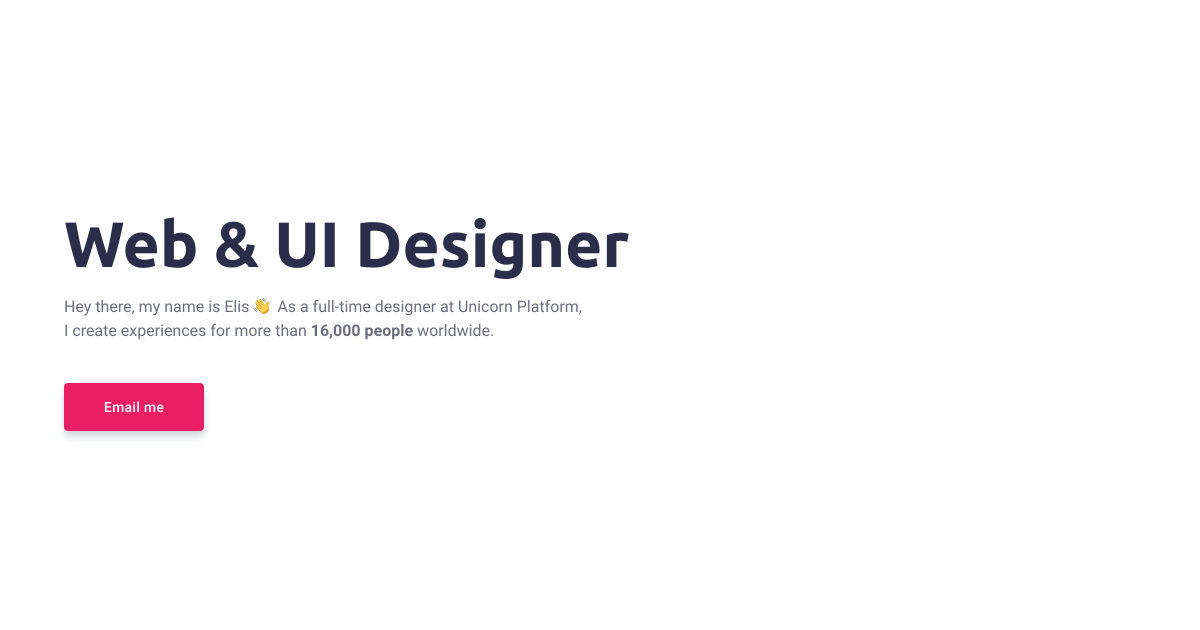 Web & UI Designer
Hey there, my name is Elis 👋 As a full-time designer at Unicorn Platform,
I create experiences for more than 16,000 people worldwide.
Email me